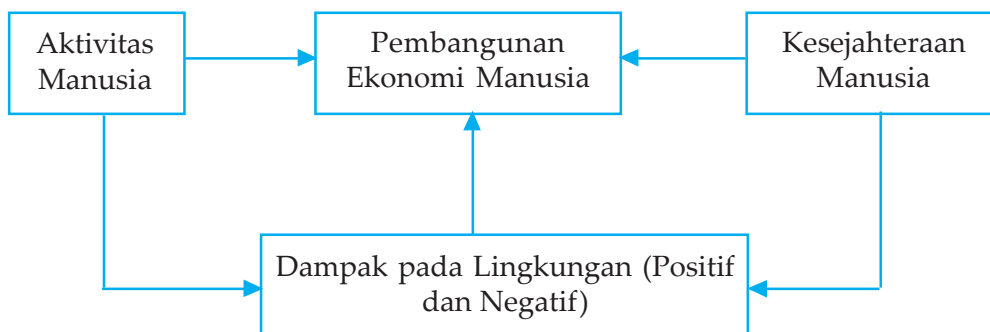 Aktivitas
Manusia
Pembangunan
Ekonomi Manusia
Kesejahteraan
Manusia
Dampak pada Lingkungan (Positif
dan Negatif)